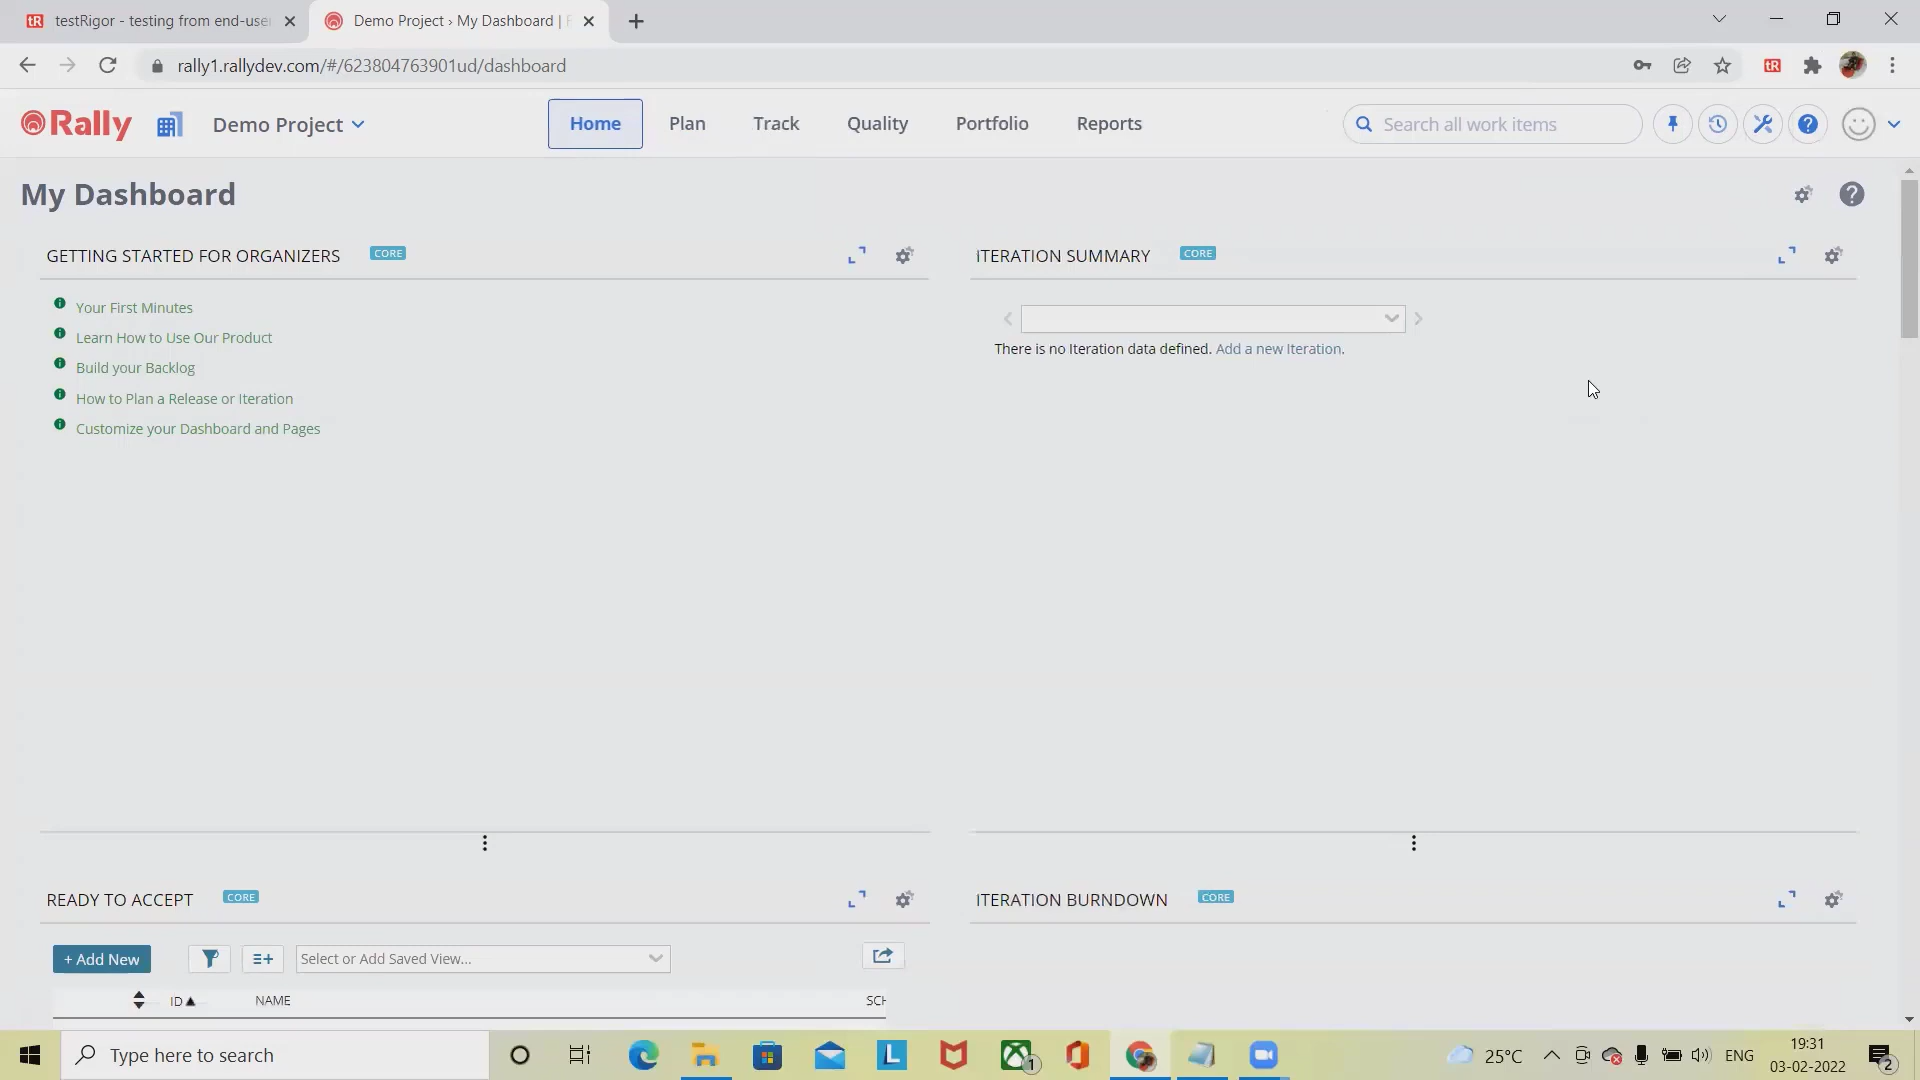 testRigor - testing from end-use
Demo Project › My Dashboard |
rally1.rallydev.com/#/623804763901ud/dashboard
tR
Rally
Demo Project
Home
Plan
Track
Quality
Portfolio
Reports
Search all work items
My Dashboard
GETTING STARTED FOR ORGANIZERS
CORE
Your First Minutes
Learn How to Use Our Product
Build your Backlog
How to Plan a Release or Iteration
Customize your Dashboard and Pages
ITERATION SUMMARY
CORE
There is no Iteration data defined. Add a new Iteration.
READY TO ACCEPT
CORE
+ Add New
Select or Add Saved View...
ID
NAME
SCH
ITERATION BURNDOWN
CORE
Type here to search
25°C
ENG
19:31
03-02-2022
2